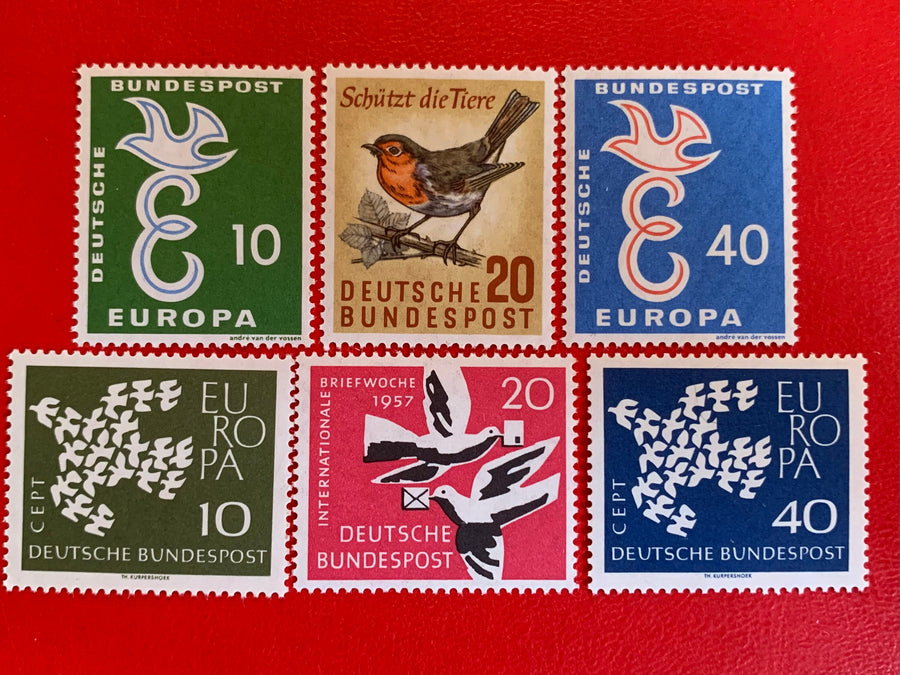 BUNDESPOST
DEUTSCHE
10
EUROPA
andré van der vossen
Schützt die Tiere
20
DEUTSCHE
BUNDESPOST
BUNDESPOST
DEUTSCHE
40
EUROPA
andré van der vossen
EU
RO
PA
CEPT
10
DEUTSCHE BUNDESPOST
TH. KURPERSHOEK
BRIEFWOCHE
1957
INTERNATIONALE
20
DEUTSCHE
BUNDESPOST
EU
RO
PA
CEPT
40
DEUTSCHE BUNDESPOST
TH. KURPERSHOEK